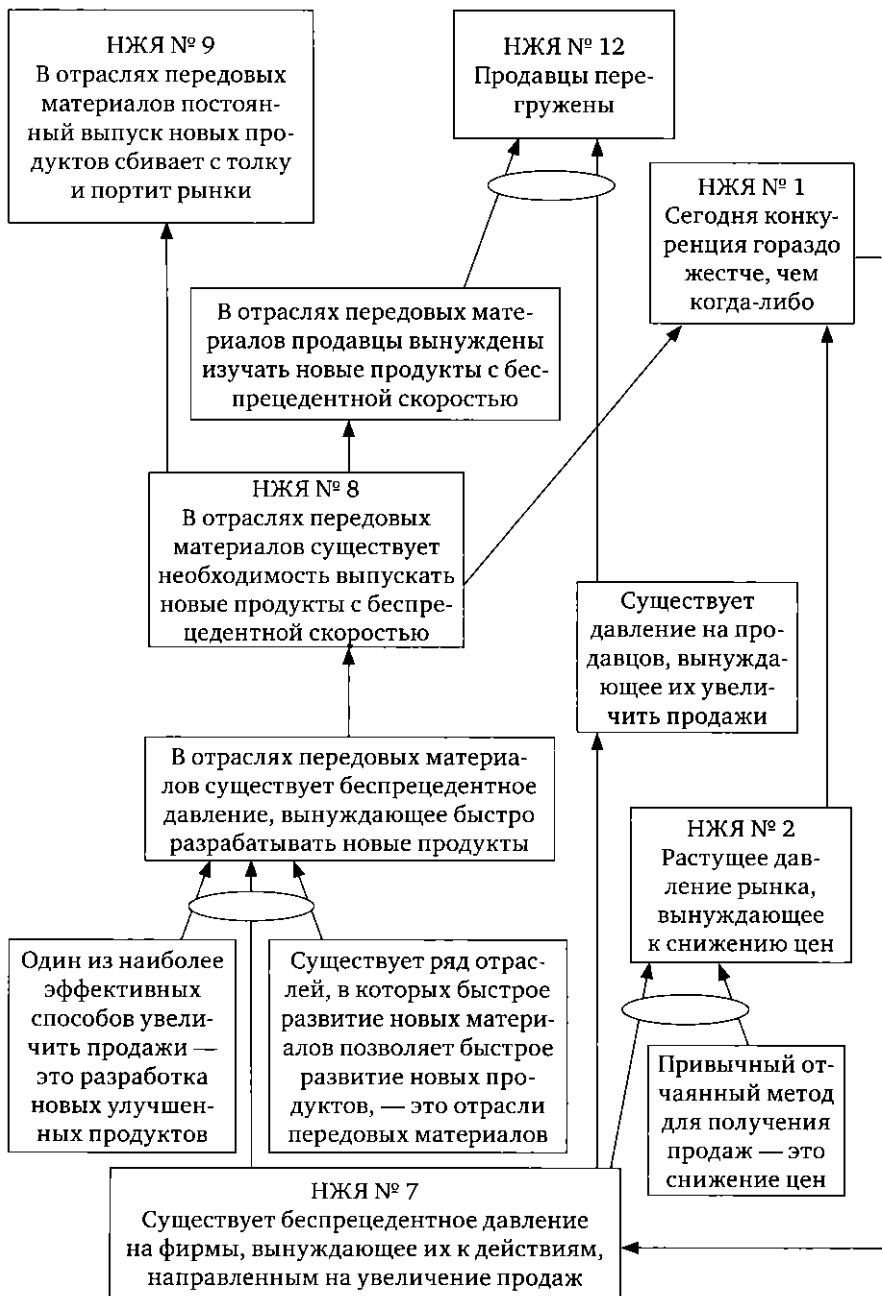 НЖЯ № 9
В отраслях передовых
материалов постоян-
ный выпуск новых про-
дуктов сбивает с толку
и портит рынки
НЖЯ № 12
Продавцы пере-
гружены
НЖЯ № 1
Сегодня конку-
ренция гораздо
жестче, чем
когда-либо
В отраслях передовых мате-
риалов продавцы вынуждены
изучать новые продукты с бес-
прецедентной скоростью
НЖЯ № 8
В отраслях передовых
материалов существует
необходимость выпускать
новые продукты с беспре-
цедентной скоростью
Существует
давление на про-
давцов, вынужда-
ющее их увели-
чить продажи
В отраслях передовых материа-
лов существует беспрецедентное
давление, вынуждающее быстро
разрабатывать новые продукты
НЖЯ № 2
Растущее дав-
ление рынка,
вынуждающее
к снижению цен
Один из наиболее
эффективных
способов увели-
чить продажи —
это разработка
новых улучшен-
ных продуктов
Существует ряд отрас-
лей, в которых быстрое
развитие новых матери-
алов позволяет быстрое
развитие новых про-
дуктов, — это отрасли
передовых материалов
Привычный от-
чаянный метод
для получения
продаж — это
снижение цен
НЖЯ № 7
Существует беспрецедентное давление
на фирмы, вынуждающее их к действиям,
направленным на увеличение продаж